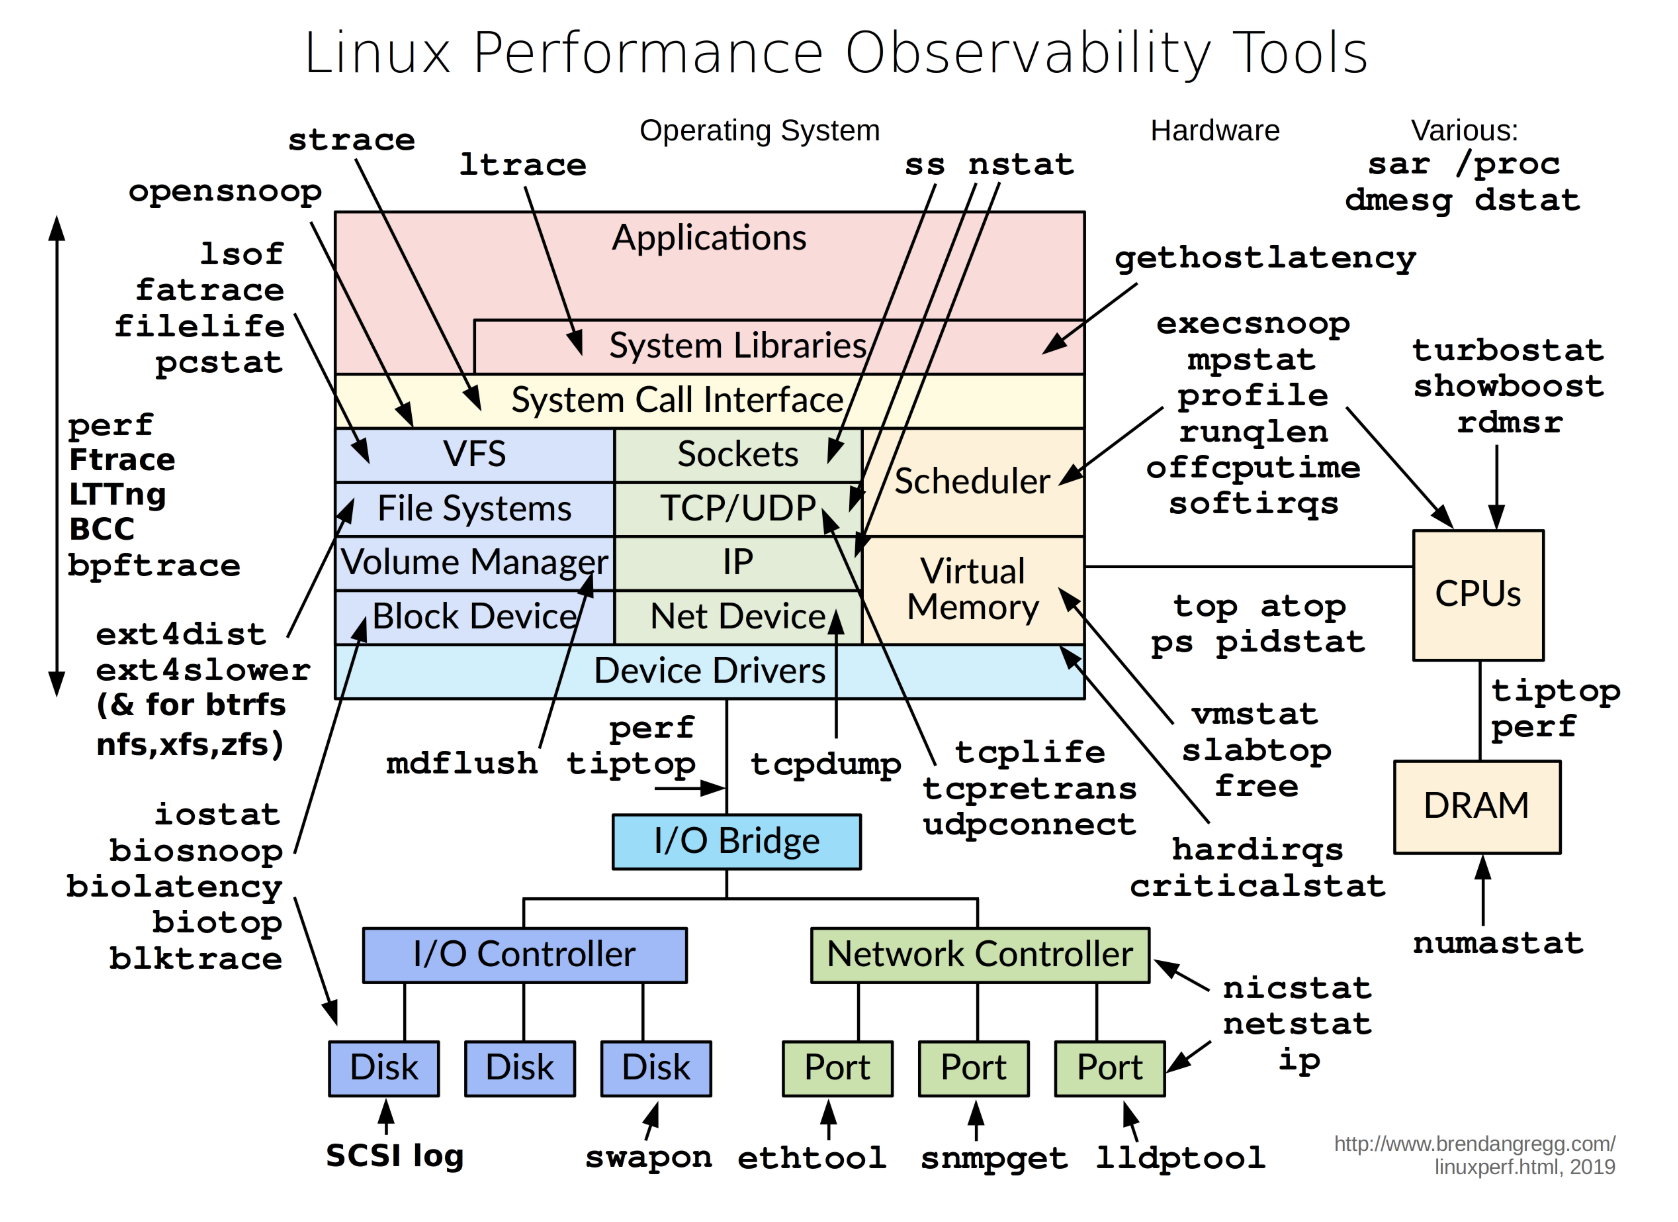 Linux Performance Observability Tools
Operating System
Hardware
Various:
sar /proc
dmesg dstat
strace
ltrace
ss nstat
opensnoop
lsof
fatrace
filelife
pcstat
gethostlatency
execsnoop
mpstat
profile
runqlen
offcputime
softirqs
turbostat
showboost
rdmsr
perf
Ftrace
LTTng
BCC
bpftrace
Applications
System Libraries
System Call Interface
VFS
Sockets
Scheduler
File Systems
TCP/UDP
Volume Manager
IP
Virtual
Memory
Block Device
Net Device
Device Drivers
CPUs
top atop
ps pidstat
ext4dist
ext4slower
(& for btrfs
nfs,xfs,zfs)
tiptop
perf
DRAM
numastat
mdflush
perf
tiptop
tcpdump
tcplife
tcpretrans
udpconnect
vmstat
slabtop
free
hardirqs
criticalstat
iostat
biosnoop
biolatency
biotop
blktrace
I/O Bridge
I/O Controller
Network Controller
nicstat
netstat
ip
Disk
Disk
Disk
Port
Port
Port
SCSI log
swapon
ethtool
snmpget
lldptool
http://www.brendangregg.com/
linuxperf.html, 2019